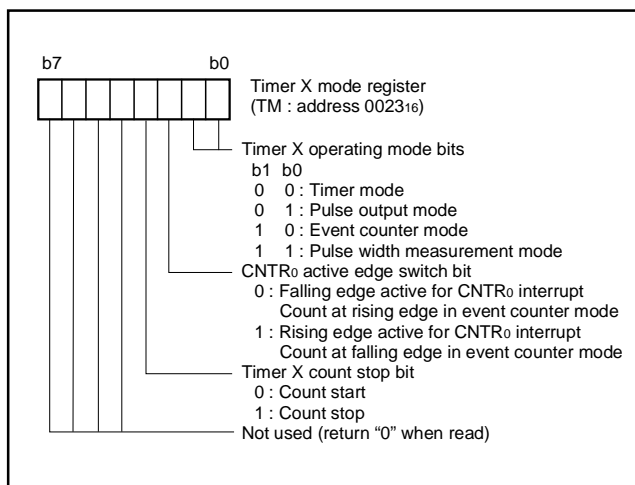 b7 b0
Timer X mode register
(TM : address 002316)
Timer X operating mode bits
b1 b0
0 0 : Timer mode
0 1 : Pulse output mode
1 0 : Event counter mode
1 1 : Pulse width measurement mode
CNTR0 active edge switch bit
0 : Falling edge active for CNTR0 interrupt
Count at rising edge in event counter mode
1 : Rising edge active for CNTR0 interrupt
Count at falling edge in event counter mode
Timer X count stop bit
0 : Count start
1 : Count stop
Not used (return “0” when read)